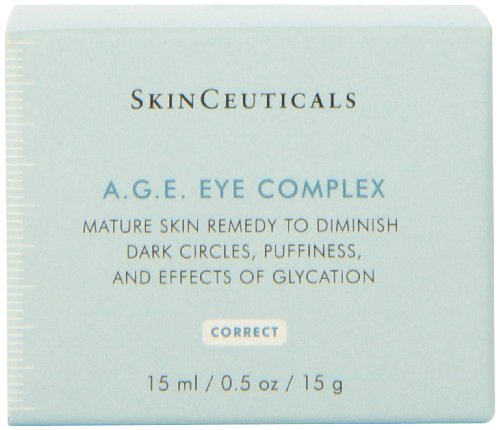 SKINCEUTICALS
A.G.E. EYE COMPLEX
MATURE SKIN REMEDY TO DIMINISH
DARK CIRCLES, PUFFINESS,
AND EFFECTS OF GLYCATION
CORRECT
15 ml / 0.5 oz / 15 g